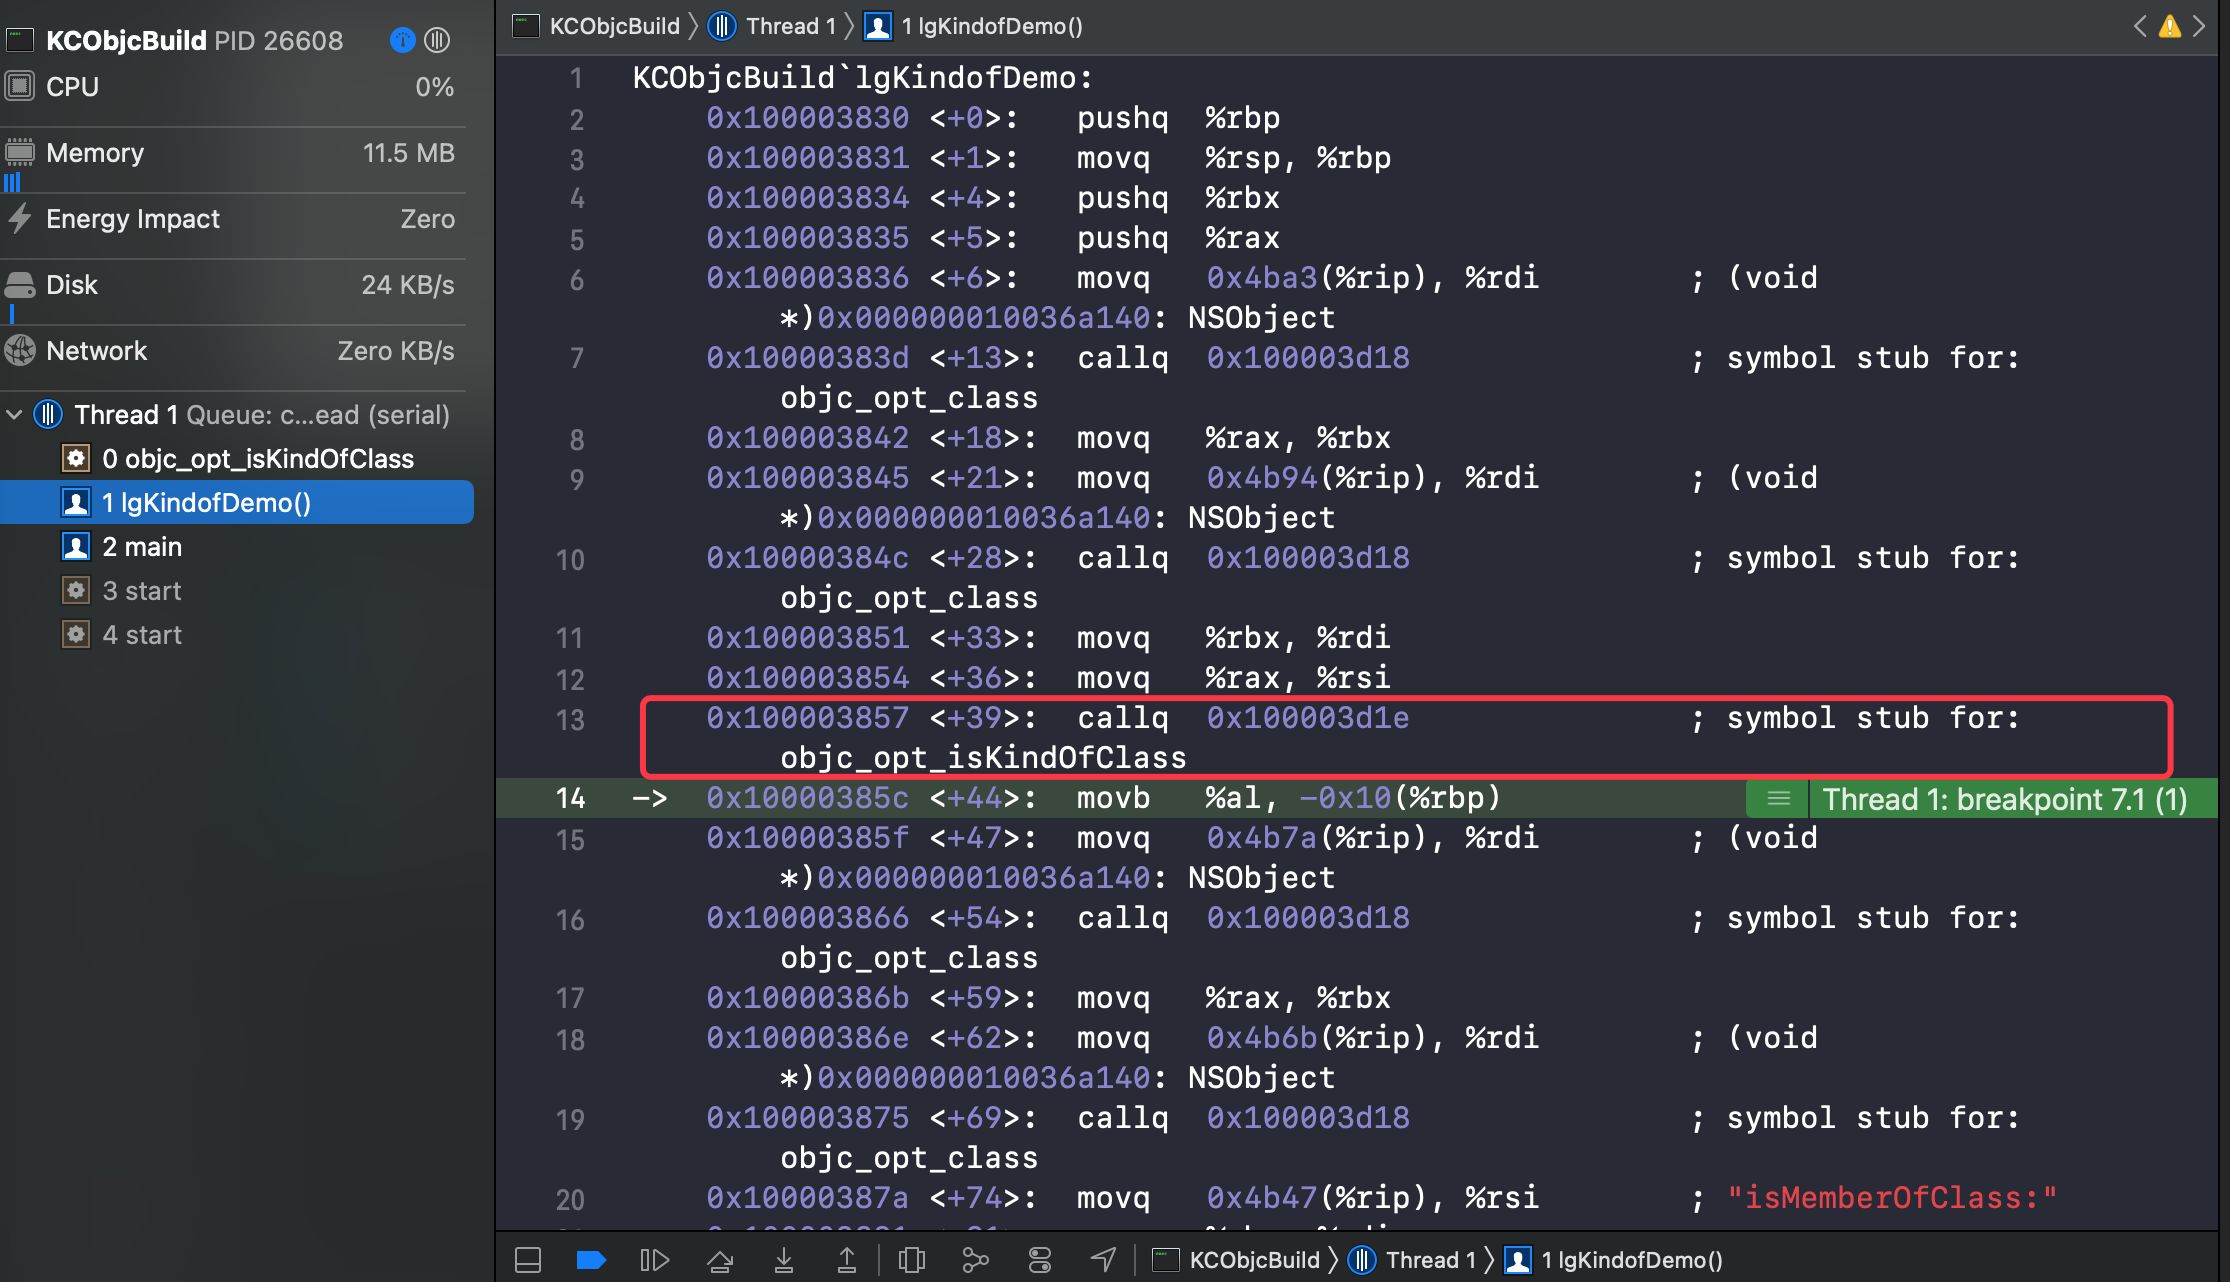 KCObjcBuild PID 26608
CPU 0%
Memory 11.5 MB
Energy Impact Zero
Disk 24 KB/s
Network Zero KB/s
Thread 1 Queue: c...ead (serial)
0 objc_opt_isKindOfClass
1 lgKindofDemo()
2 main
3 start
4 start
KCObjcBuild Thread 1 1 lgKindofDemo()
1 KCObjcBuild`lgKindofDemo:
2 0x100003830 <+0>: pushq %rbp
3 0x100003831 <+1>: movq %rsp, %rbp
4 0x100003834 <+4>: pushq %rbx
5 0x100003835 <+5>: pushq %rax
6 0x100003836 <+6>: movq 0x4ba3(%rip), %rdi ; (void
*)0x000000010036a140: NSObject
7 0x10000383d <+13>: callq 0x100003d18 ; symbol stub for:
objc_opt_class
8 0x100003842 <+18>: movq %rax, %rbx
9 0x100003845 <+21>: movq 0x4b94(%rip), %rdi ; (void
*)0x000000010036a140: NSObject
10 0x10000384c <+28>: callq 0x100003d18 ; symbol stub for:
objc_opt_class
11 0x100003851 <+33>: movq %rbx, %rdi
12 0x100003854 <+36>: movq %rax, %rsi
13 0x100003857 <+39>: callq 0x100003d1e ; symbol stub for:
objc_opt_isKindOfClass
14 -> 0x10000385c <+44>: movb %al, -0x10(%rbp) Thread 1: breakpoint 7.1 (1)
15 0x10000385f <+47>: movq 0x4b7a(%rip), %rdi ; (void
*)0x000000010036a140: NSObject
16 0x100003866 <+54>: callq 0x100003d18 ; symbol stub for:
objc_opt_class
17 0x10000386b <+59>: movq %rax, %rbx
18 0x10000386e <+62>: movq 0x4b6b(%rip), %rdi ; (void
*)0x000000010036a140: NSObject
19 0x100003875 <+69>: callq 0x100003d18 ; symbol stub for:
objc_opt_class
20 0x10000387a <+74>: movq 0x4b47(%rip), %rsi ; "isMemberOfClass:"
KCObjcBuild Thread 1 1 lgKindofDemo()